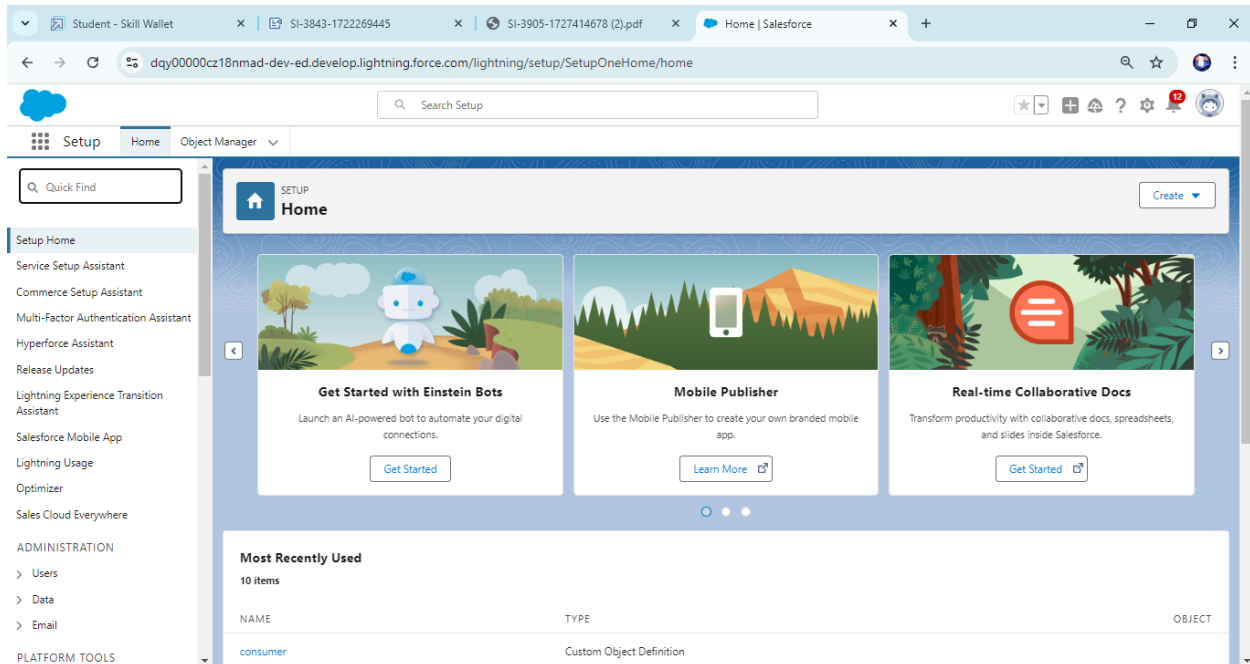 Student - Skill Wallet
SI-3843-1722269445
SI-3905-1727414678 (2).pdf
Home | Salesforce
dqy00000cz18nmad-dev-ed.develop.lightning.force.com/lightning/setup/SetupOneHome/home
Search Setup
12
Setup
Home
Object Manager
Quick Find
Setup Home
Service Setup Assistant
Commerce Setup Assistant
Multi-Factor Authentication Assistant
Hyperforce Assistant
Release Updates
Lightning Experience Transition
Assistant
Salesforce Mobile App
Lightning Usage
Optimizer
Sales Cloud Everywhere
ADMINISTRATION
Users
Data
Email
PLATFORM TOOLS
SETUP
Home
Create
Get Started with Einstein Bots
Launch an AI-powered bot to automate your digital
connections.
Get Started
Mobile Publisher
Use the Mobile Publisher to create your own branded mobile
app.
Learn More
Real-time Collaborative Docs
Transform productivity with collaborative docs, spreadsheets,
and slides inside Salesforce.
Get Started
Most Recently Used
10 items
NAME TYPE OBJECT
consumer Custom Object Definition